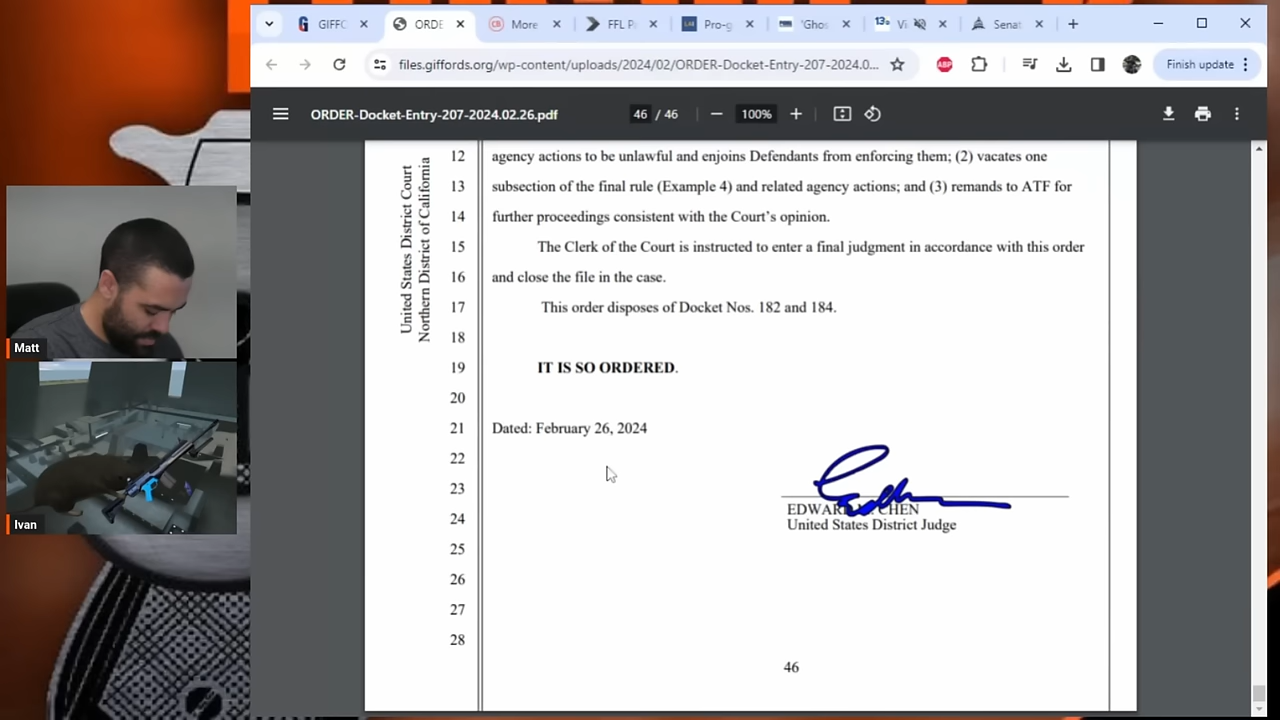 GIFFC
ORDE
More
FFL P
Pro-g
'Ghos
Vi
Senat
files.giffords.org/wp-content/uploads/2024/02/ORDER-Docket-Entry-207-2024.0...
ABP
Finish update
ORDER-Docket-Entry-207-2024.02.26.pdf
46 / 46
100%
United States District Court
Northern District of California
12 agency actions to be unlawful and enjoins Defendants from enforcing them; (2) vacates one
13 subsection of the final rule (Example 4) and related agency actions; and (3) remands to ATF for
14 further proceedings consistent with the Court's opinion.
15 The Clerk of the Court is instructed to enter a final judgment in accordance with this order
16 and close the file in the case.
17 This order disposes of Docket Nos. 182 and 184.
18
19 IT IS SO ORDERED.
20
21 Dated: February 26, 2024
22
23
EDWARD CHEN
24
United States District Judge
25
26
27
28
46
Matt
Ivan